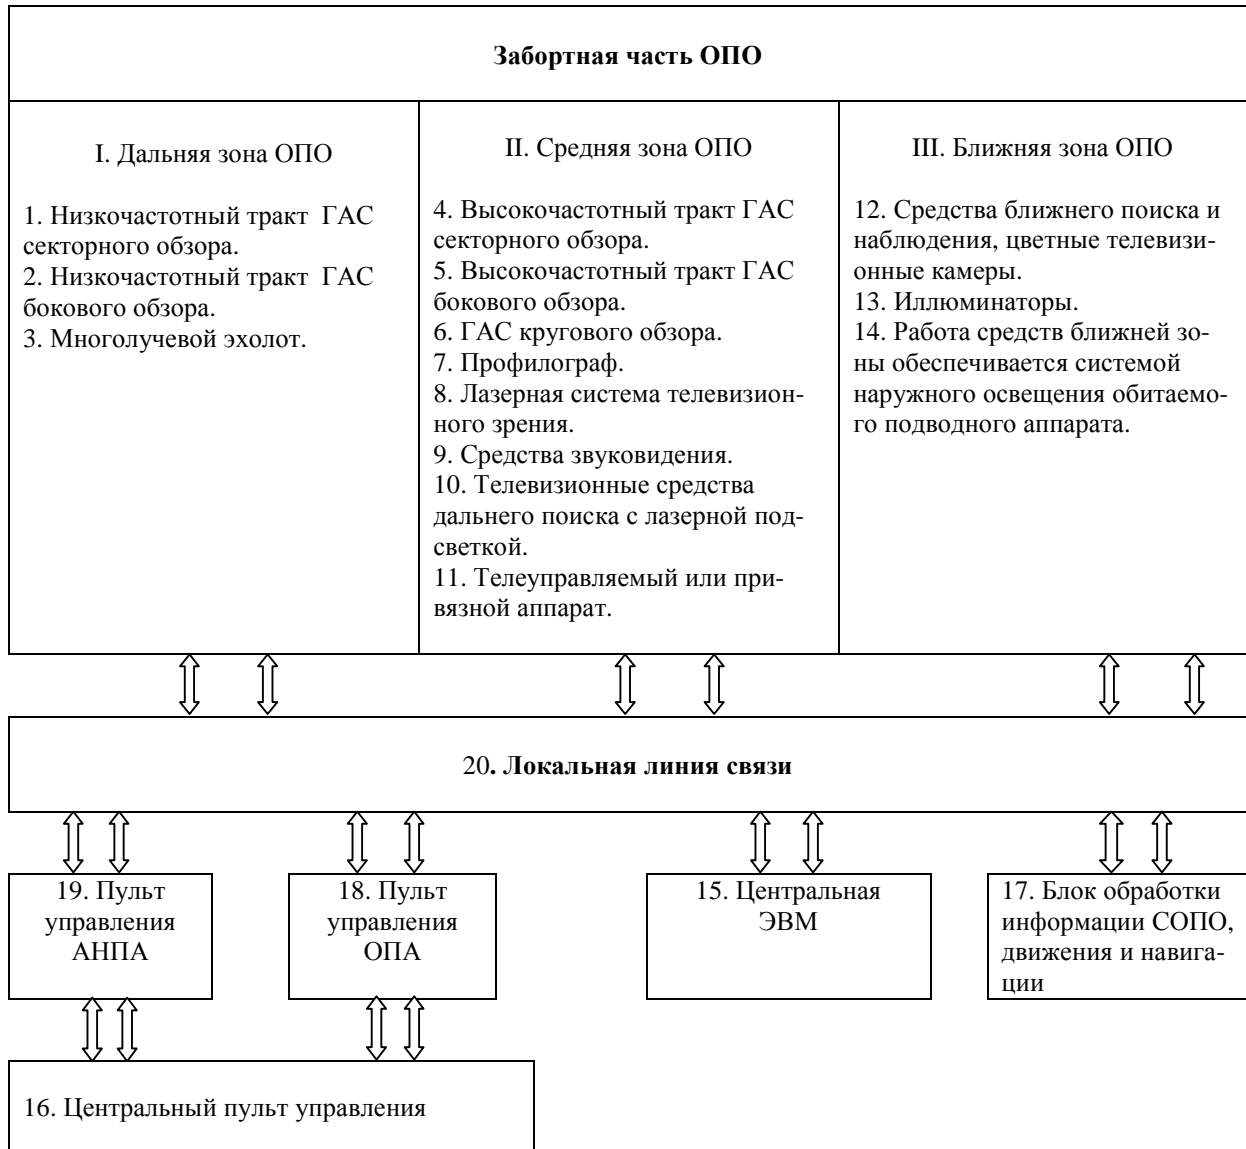 Забортная часть ОПО
I. Дальняя зона ОПО
1. Низкочастотный тракт ГАС
секторного обзора.
2. Низкочастотный тракт ГАС
бокового обзора.
3. Многолучевой эхолот.
II. Средняя зона ОПО
4. Высокочастотный тракт ГАС
секторного обзора.
5. Высокочастотный тракт ГАС
бокового обзора.
6. ГАС кругового обзора.
7. Профилограф.
8. Лазерная система телевизион-
ного зрения.
9. Средства звуковидения.
10. Телевизионные средства
дальнего поиска с лазерной под-
светкой.
11. Телеуправляемый или при-
вязной аппарат.
III. Ближняя зона ОПО
12. Средства ближнего поиска и
наблюдения, цветные телевизи-
онные камеры.
13. Иллюминаторы.
14. Работа средств ближней зо-
ны обеспечивается системой
наружного освещения обитаемо-
го подводного аппарата.
20. Локальная линия связи
19. Пульт
управления
АНПА
18. Пульт
управления
ОПА
15. Центральная
ЭВМ
17. Блок обработки
информации СОПО,
движения и навига-
ции
16. Центральный пульт управления